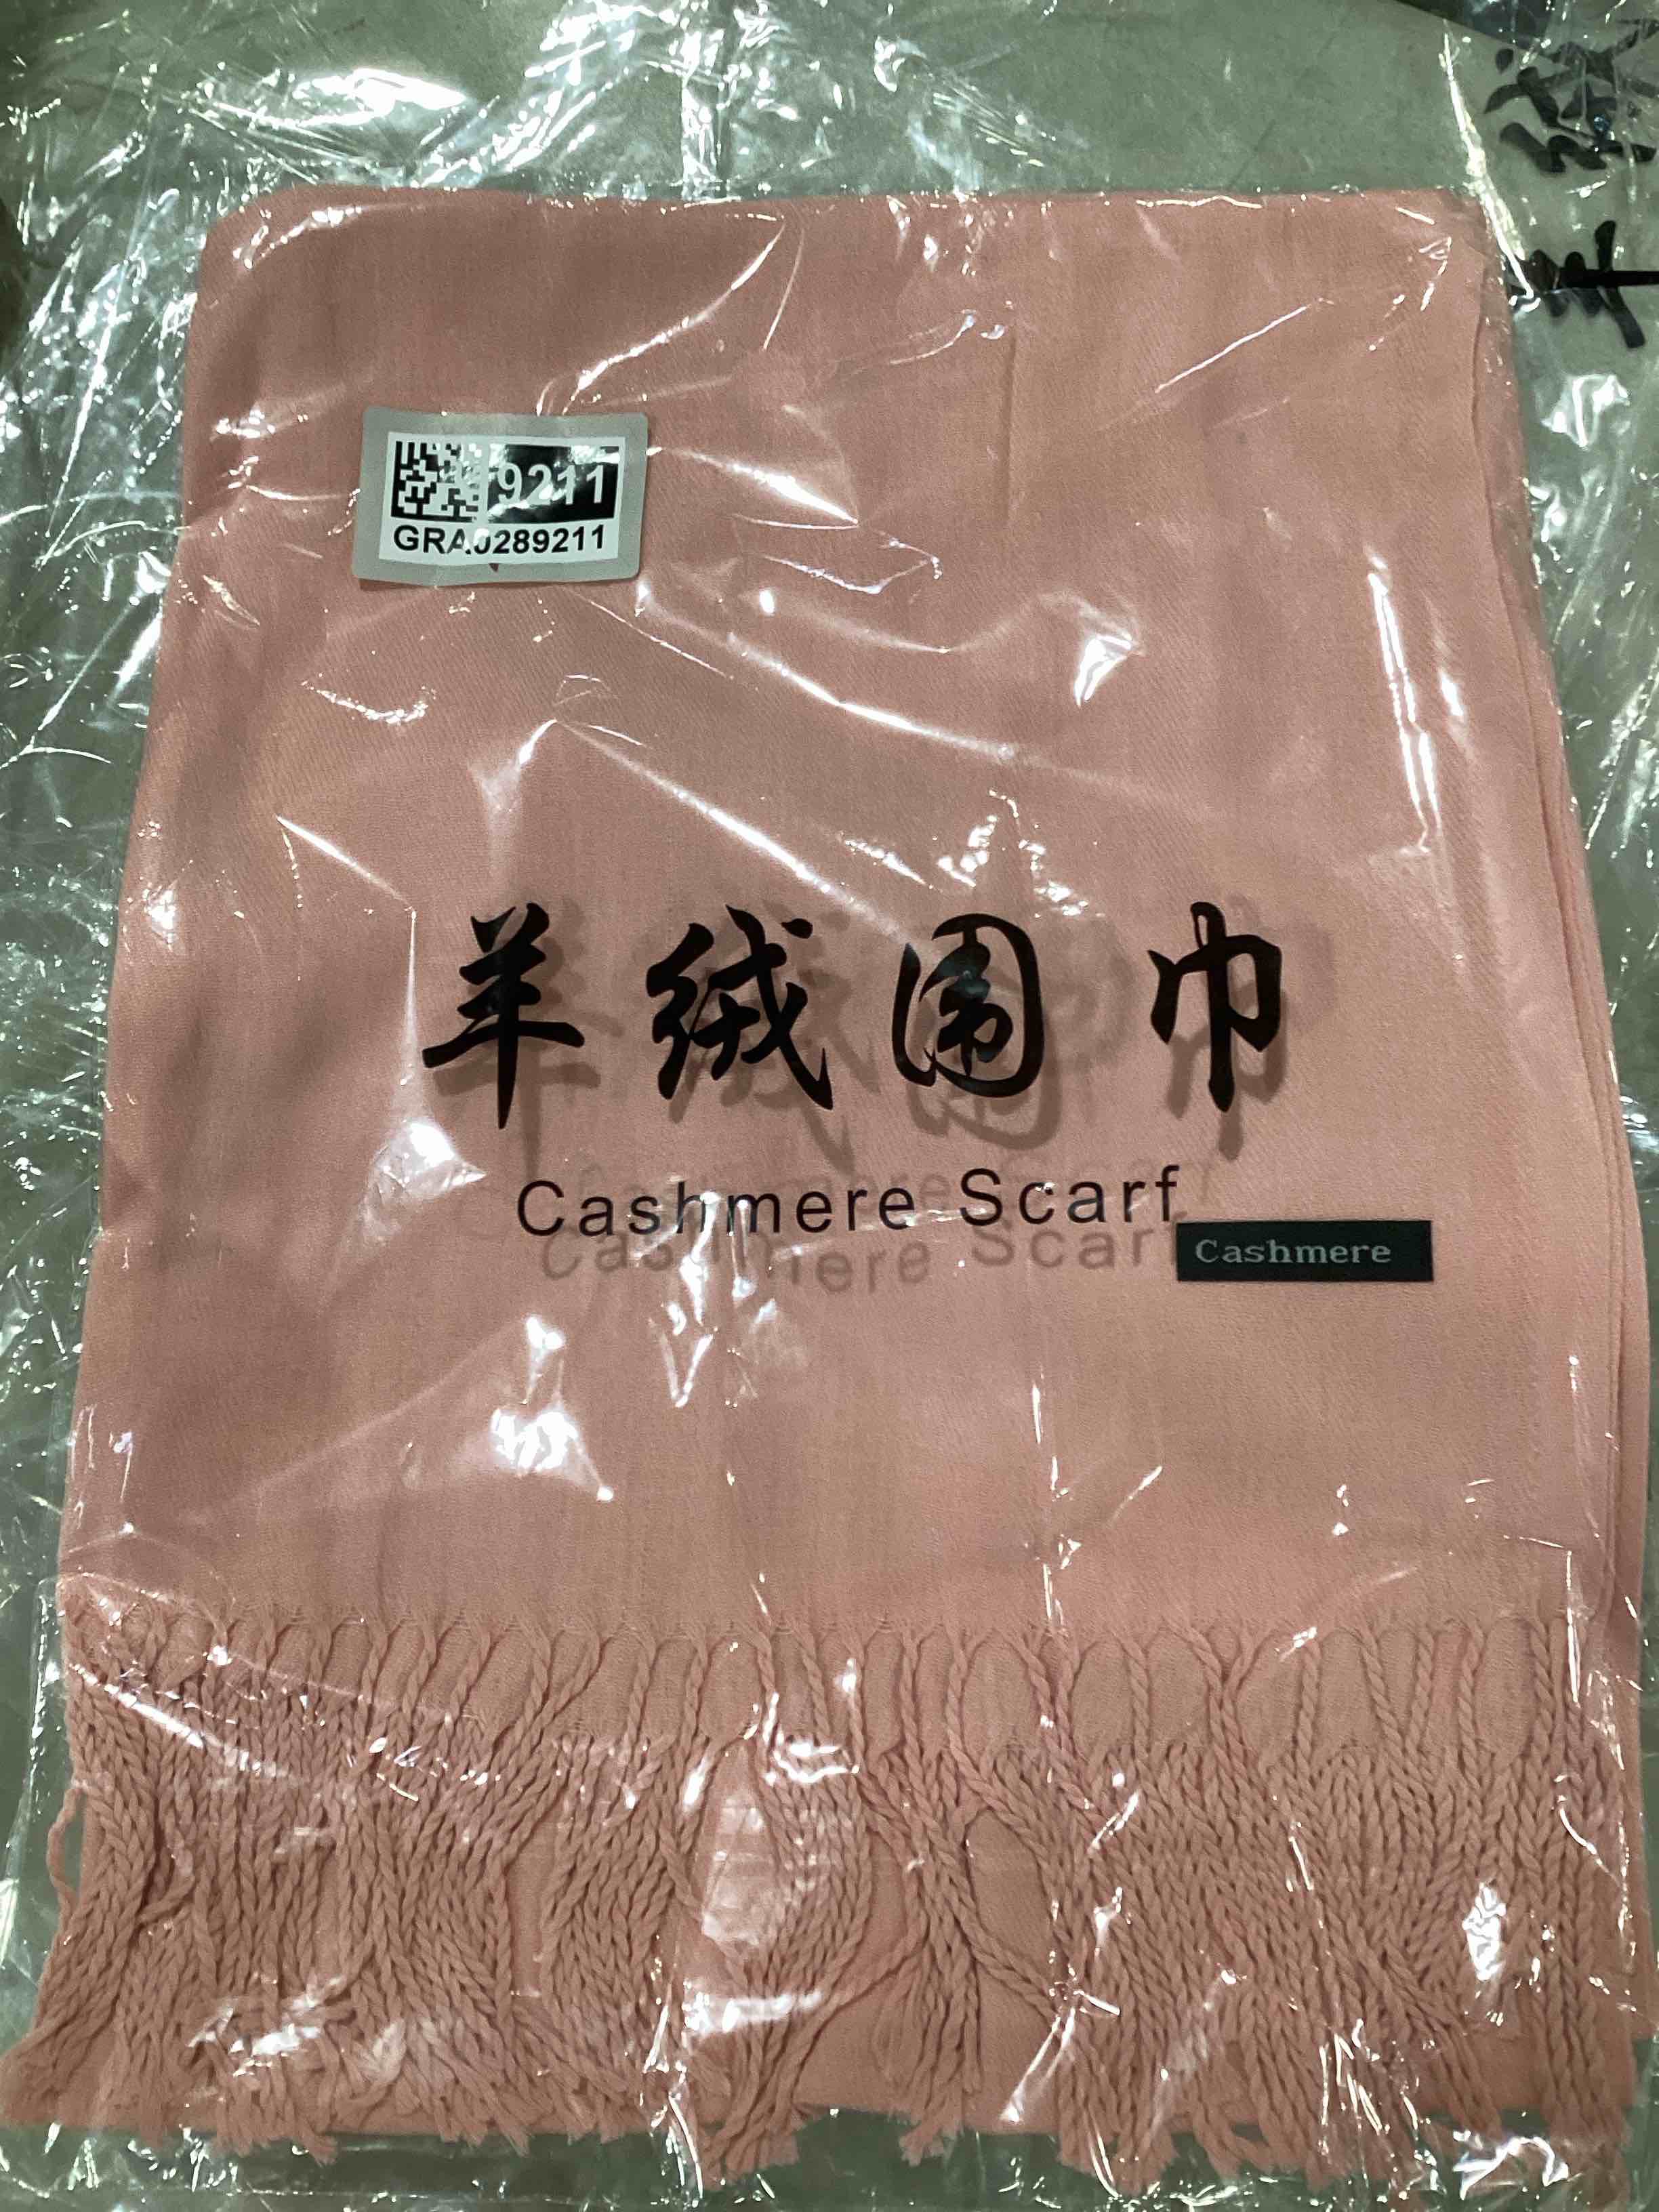 9211
GRA0289211
羊绒围巾
Cashmere Scarf
Cashmere